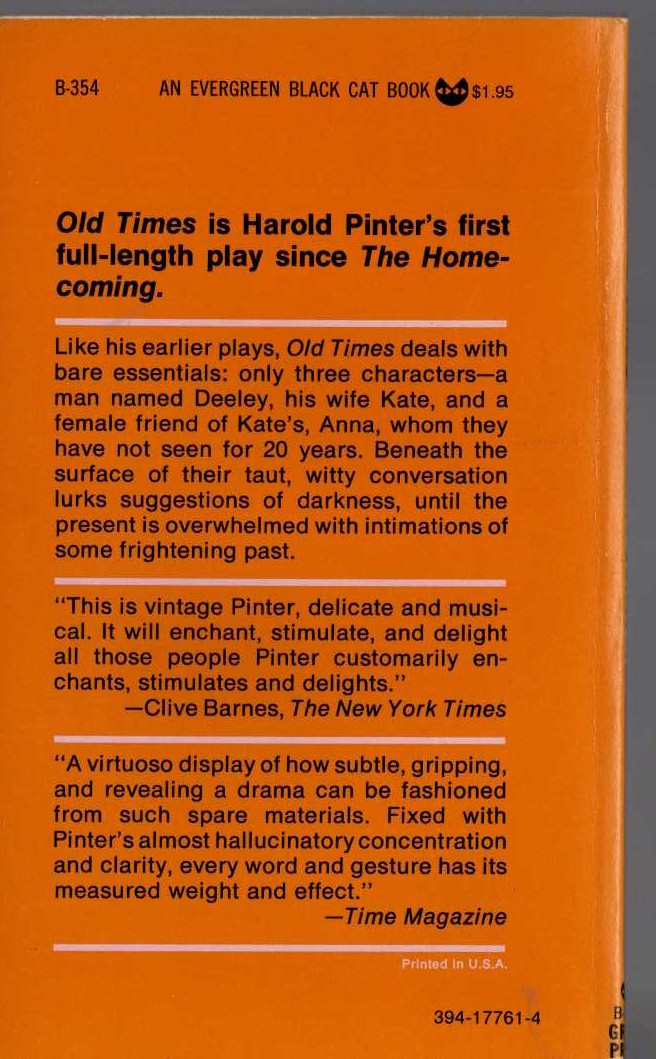 B-354 AN EVERGREEN BLACK CAT BOOK $1.95
Old Times is Harold Pinter's first
full-length play since The Home-
coming.
Like his earlier plays, Old Times deals with
bare essentials: only three characters—a
man named Deeley, his wife Kate, and a
female friend of Kate's, Anna, whom they
have not seen for 20 years. Beneath the
surface of their taut, witty conversation
lurks suggestions of darkness, until the
present is overwhelmed with intimations of
some frightening past.
"This is vintage Pinter, delicate and musi-
cal. It will enchant, stimulate, and delight
all those people Pinter customarily en-
chants, stimulates and delights."
—Clive Barnes, The New York Times
"A virtuoso display of how subtle, gripping,
and revealing a drama can be fashioned
from such spare materials. Fixed with
Pinter's almost hallucinatory concentration
and clarity, every word and gesture has its
measured weight and effect."
—Time Magazine
Printed in U.S.A.
394-17761-4